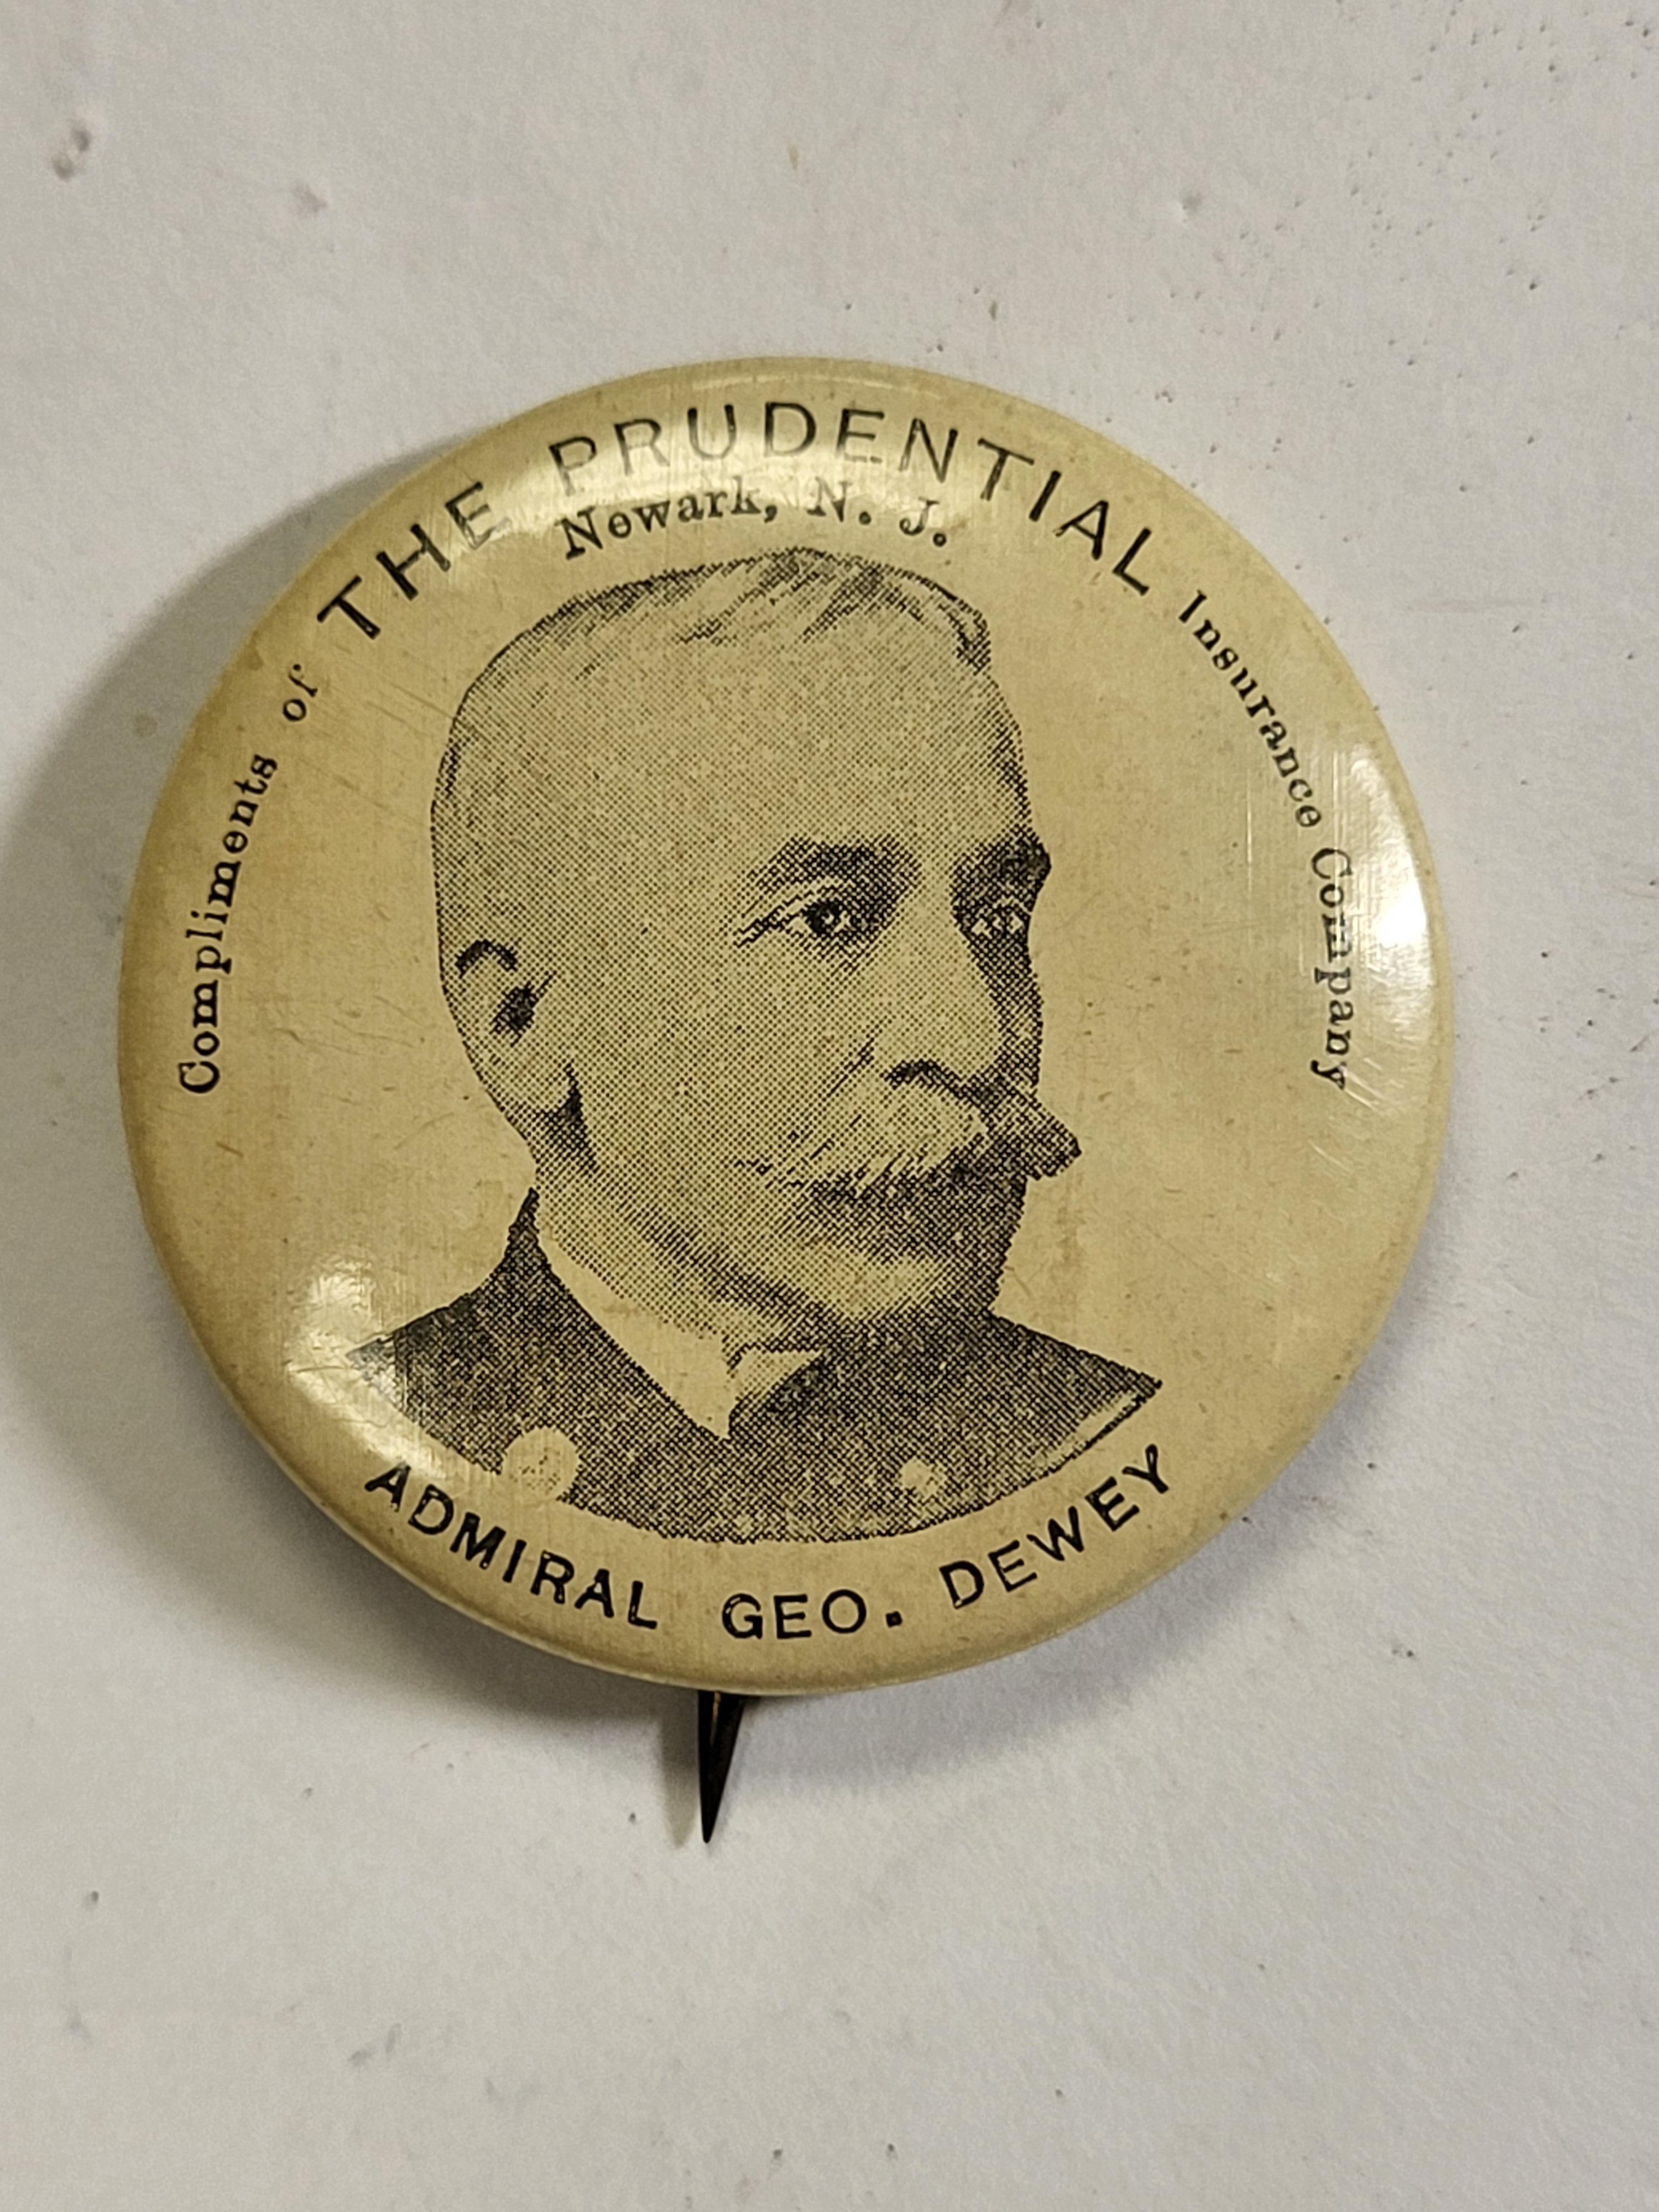 Compliments of THE PRUDENTIAL Insurance Company
Newark, N. J.
ADMIRAL GEO. DEWEY